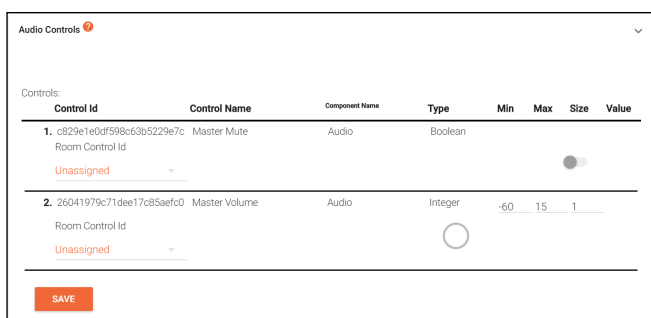 Audio Controls ?
Controls:
Control Id Control Name Component Name Type Min Max Size Value
1. c829e1e0df598c63b5229e7c Master Mute Audio Boolean
Room Control Id
Unassigned
2. 26041979c71dee17c85aefc0 Master Volume Audio Integer -60 15 1
Room Control Id
Unassigned
SAVE